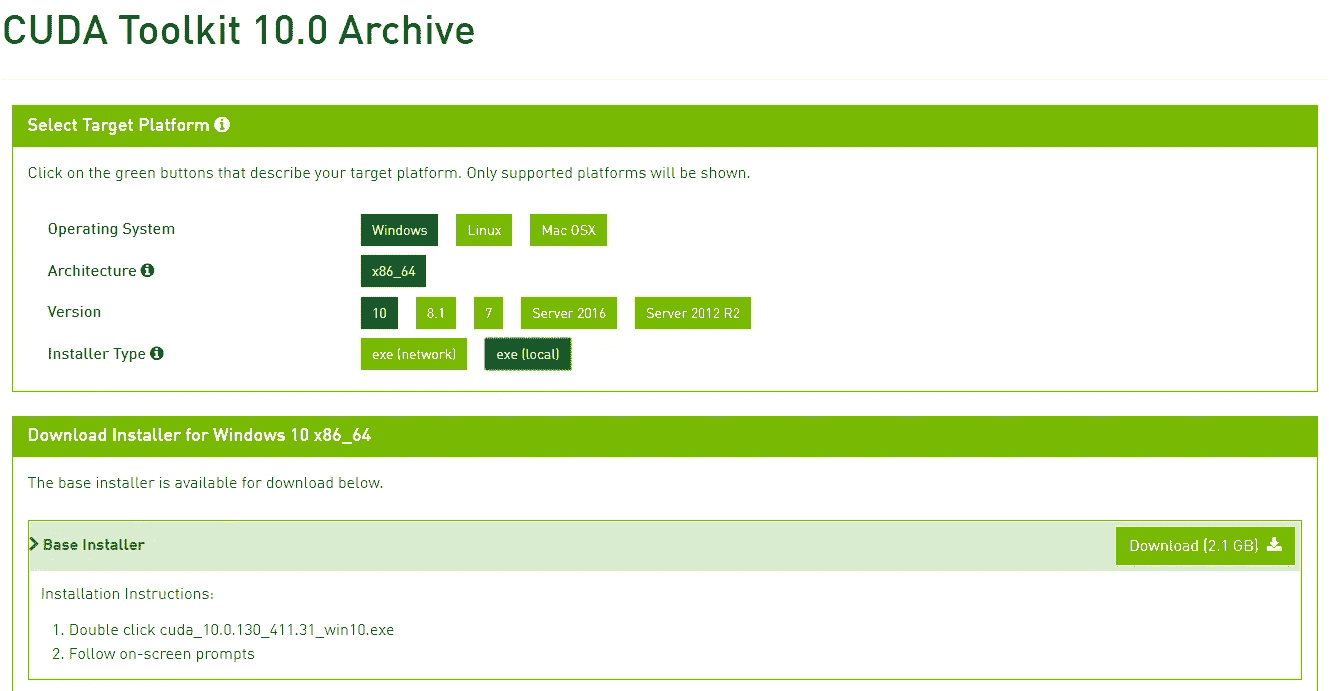 CUDA Toolkit 10.0 Archive
Select Target Platform
Click on the green buttons that describe your target platform. Only supported platforms will be shown.
Operating System Windows Linux Mac OSX
Architecture x86_64
Version 10 8.1 7 Server 2016 Server 2012 R2
Installer Type exe (network) exe (local)
Download Installer for Windows 10 x86_64
The base installer is available for download below.
Base Installer Download (2.1 GB)
Installation Instructions:
1. Double click cuda_10.0.130_411.31_win10.exe
2. Follow on-screen prompts